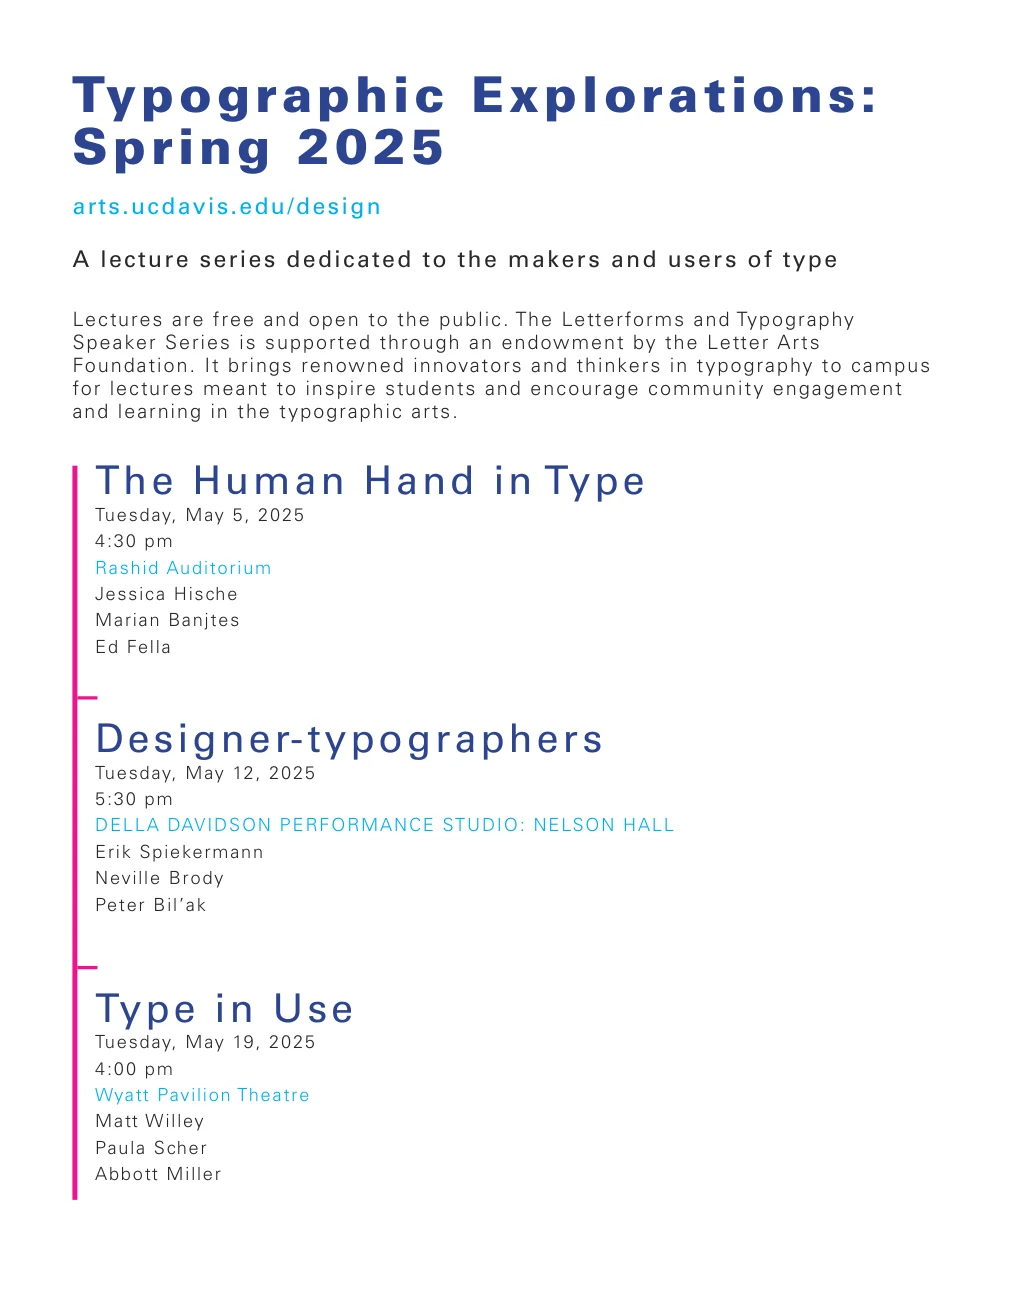 Typographic Explorations:
Spring 2025
arts.ucdavis.edu/design
A lecture series dedicated to the makers and users of type
Lectures are free and open to the public. The Letterforms and Typography
Speaker Series is supported through an endowment by the Letter Arts
Foundation. It brings renowned innovators and thinkers in typography to campus
for lectures meant to inspire students and encourage community engagement
and learning in the typographic arts.
The Human Hand in Type
Tuesday, May 5, 2025
4:30 pm
Rashid Auditorium
Jessica Hische
Marian Banjtes
Ed Fella
Designer-typographers
Tuesday, May 12, 2025
5:30 pm
DELLA DAVIDSON PERFORMANCE STUDIO: NELSON HALL
Erik Spiekermann
Neville Brody
Peter Bil’ak
Type in Use
Tuesday, May 19, 2025
4:00 pm
Wyatt Pavilion Theatre
Matt Willey
Paula Scher
Abbott Miller